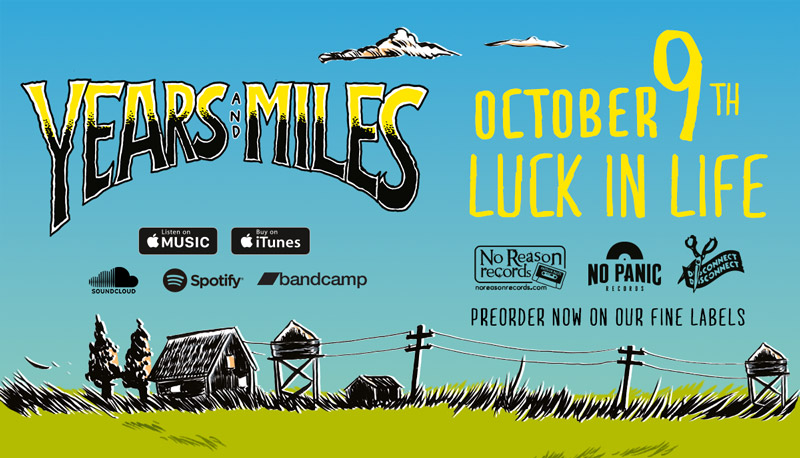 YEARS AND MILES
OCTOBER 9TH
LUCK IN LIFE
Listen on
MUSIC
Buy on
iTunes
SOUNDCLOUD
Spotify
bandcamp
No Reason
records
noreasonrecords.com
NO PANIC
RECORDS
DISCONNECT
DISCONNECT
PREORDER NOW ON OUR FINE LABELS